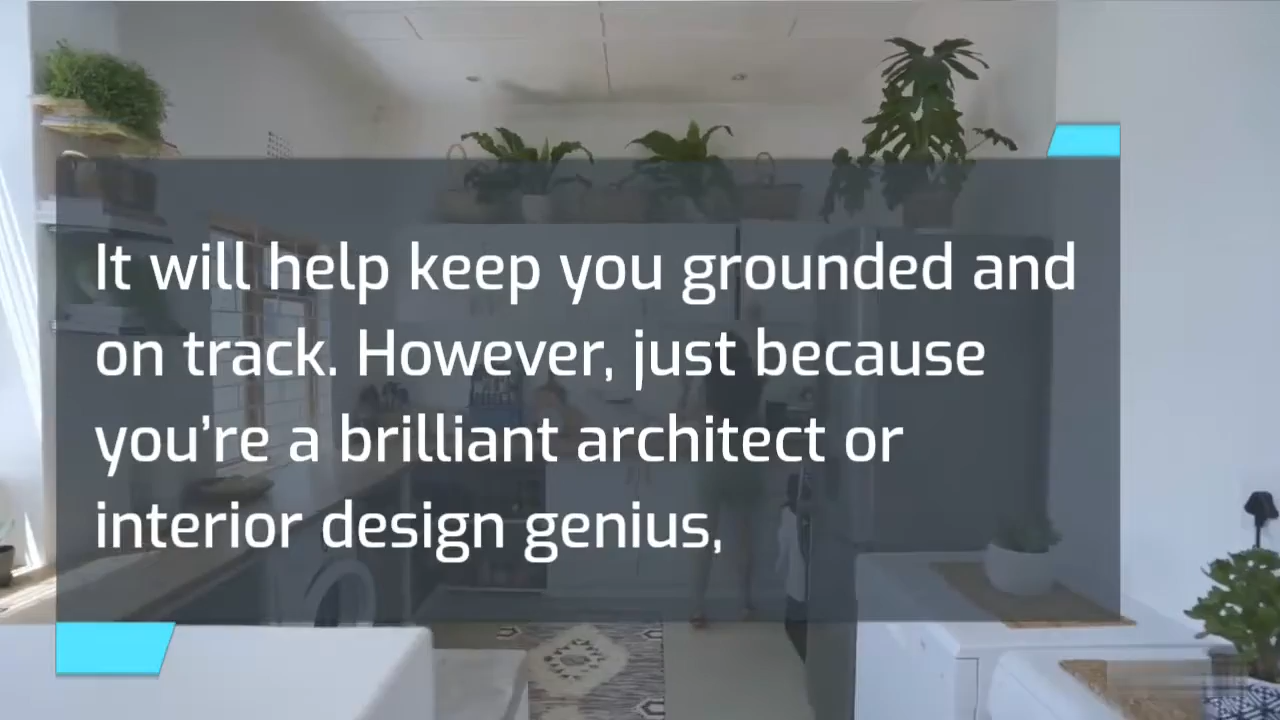 It will help keep you grounded and
on track. However, just because
you’re a brilliant architect or
interior design genius,